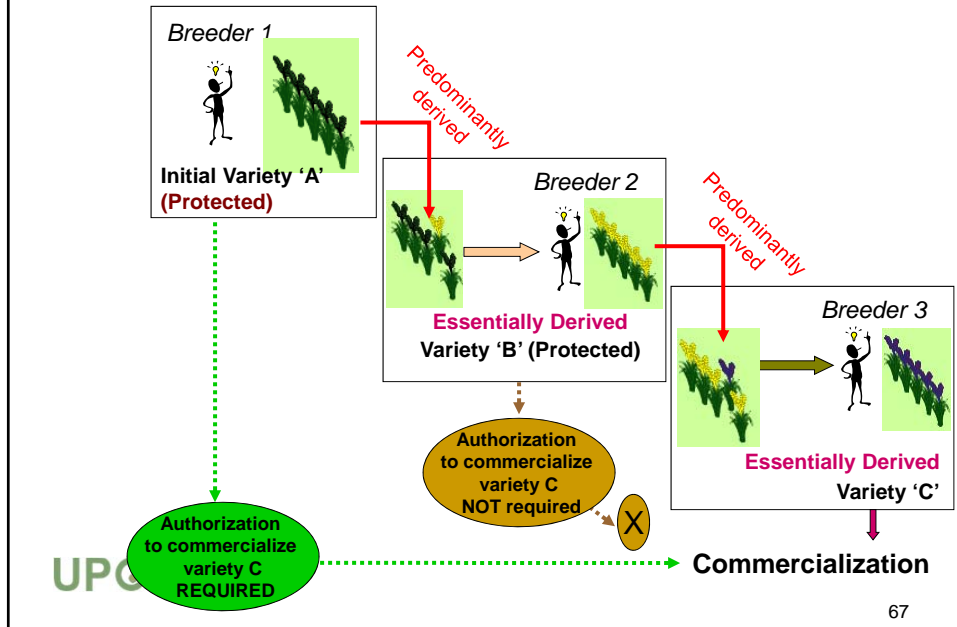 Breeder 1
Initial Variety ‘A’
(Protected)
Predominantly
derived
Breeder 2
Essentially Derived
Variety ‘B’ (Protected)
Predominantly
derived
Breeder 3
Essentially Derived
Variety ‘C’
Authorization
to commercialize
variety C
NOT required
X
Authorization
to commercialize
variety C
REQUIRED
Commercialization
67